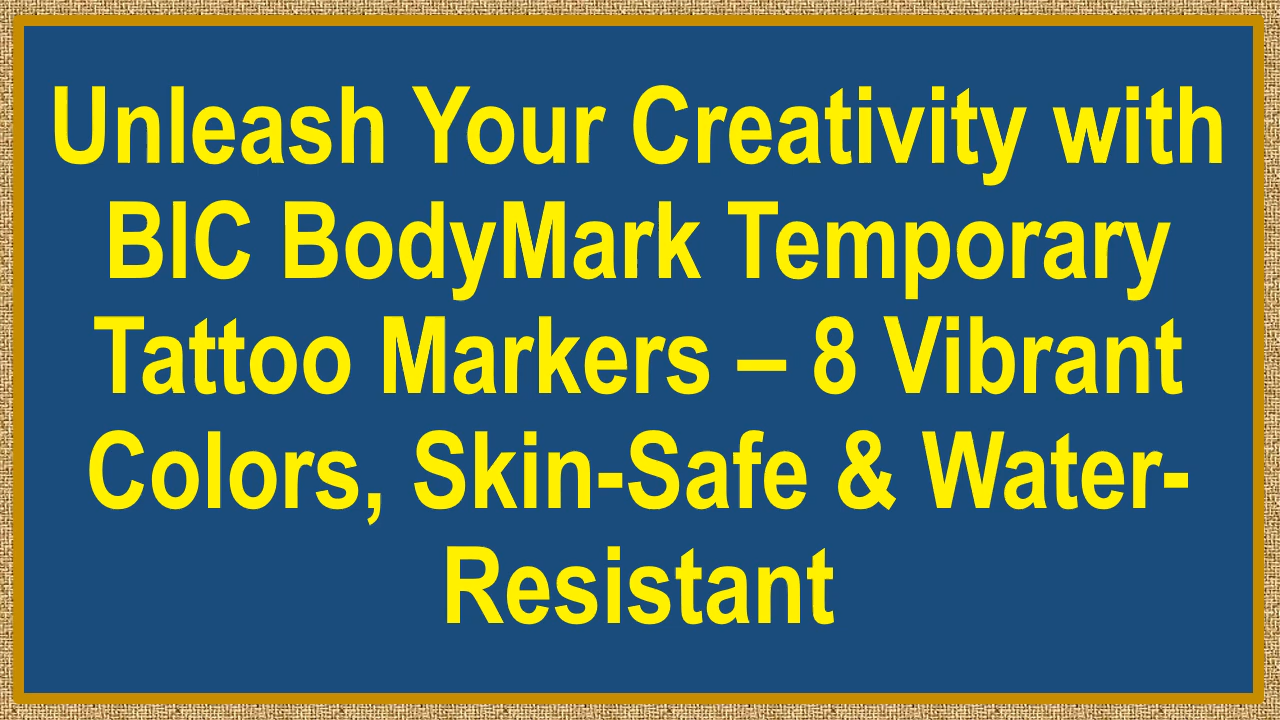 Unleash Your Creativity with
BIC BodyMark Temporary
Tattoo Markers – 8 Vibrant
Colors, Skin-Safe & Water-
Resistant